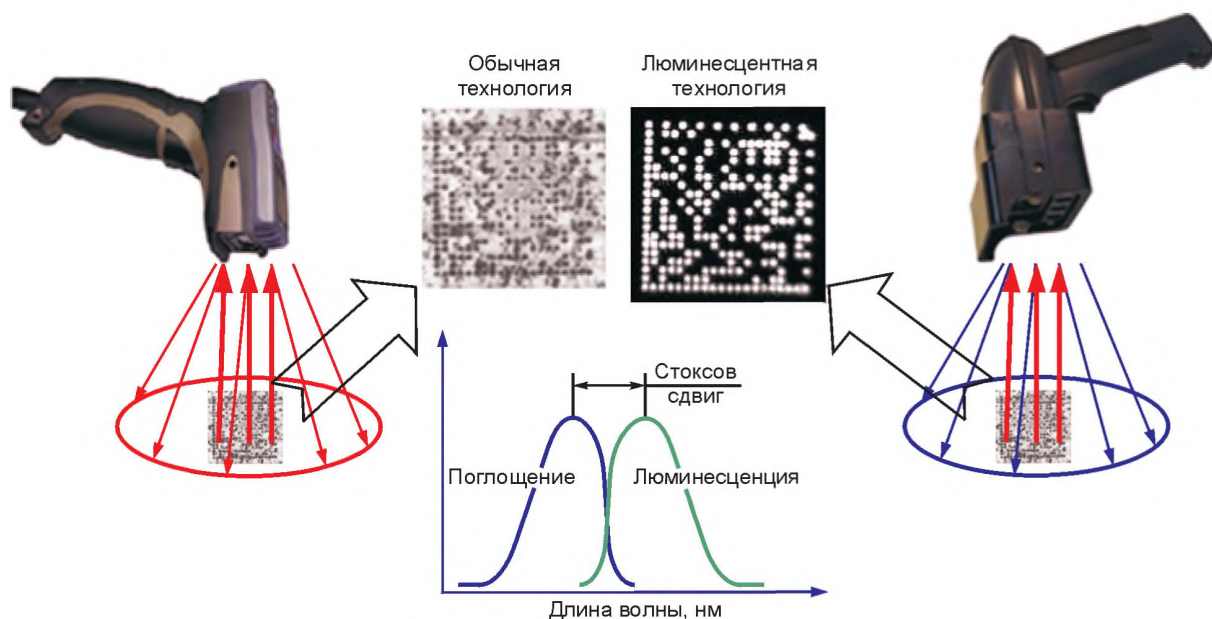 Обычная
технология
Люминесцентная
технология
Стоксов
сдвиг
Поглощение
Люминесценция
Длина волны, нм